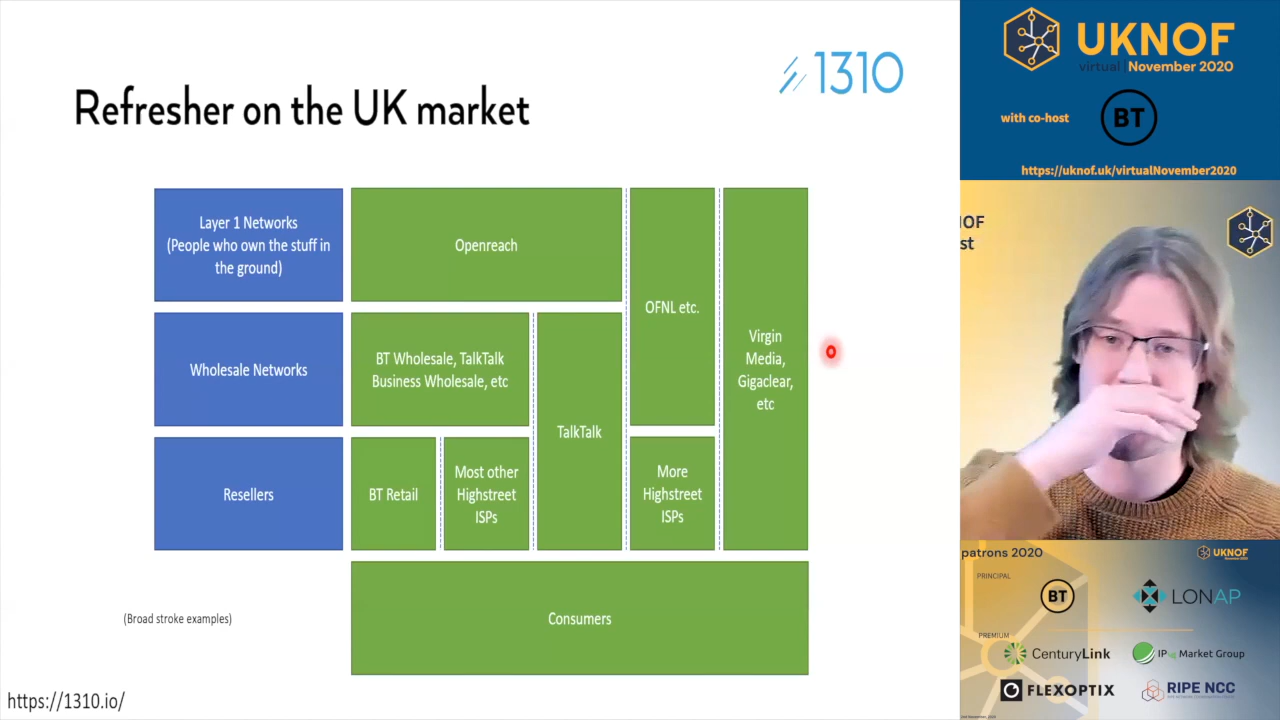 Refresher on the UK market
1310
Layer 1 Networks
(People who own the stuff in
the ground)
Openreach
OFNL etc.
Virgin
Media,
Gigaclear,
etc
Wholesale Networks
BT Wholesale, TalkTalk
Business Wholesale, etc
TalkTalk
Resellers
BT Retail
Most other
Highstreet
ISPs
More
Highstreet
ISPs
Consumers
(Broad stroke examples)
https://1310.io/
UKNOF
virtual | November 2020
with co-host
BT
https://uknof.uk/virtualNovember2020
IOF
st
patrons 2020
UKNOF
PRINCIPAL
BT
LONAP
PREMIUM
CenturyLink
IP Market Group
FLEXOPTIX
RIPE NCC